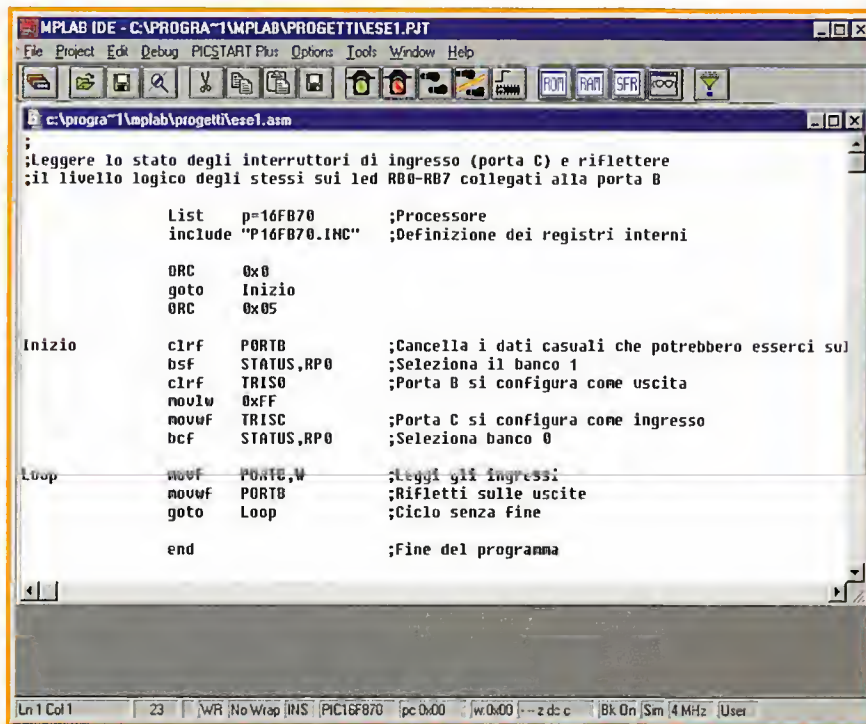 MPLAB IDE - C:\PROGRA~1\MPLAB\PROGETTI\ESE1.PJT
File Project Edit Debug PICSTART Plus Options Tools Window Help
ROM RAM SFR
c:\progra~1\mplab\progetti\ese1.asm
;
;Leggere lo stato degli interruttori di ingresso (porta C) e riflettere
;il livello logico degli stessi sui led RB0-RB7 collegati alla porta B
List p=16F870 ;Processore
include "P16F870.INC" ;Definizione dei registri interni
ORG 0x0
goto Inizio
ORG 0x05
Inizio clrf PORTB ;Cancella i dati casuali che potrebbero esserci sul
bsf STATUS,RP0 ;Seleziona il banco 1
clrf TRISB ;Porta B si configura come uscita
movlw 0xFF
movwf TRISC ;Porta C si configura come ingresso
bcf STATUS,RP0 ;Seleziona banco 0
Loop movf PORTC,W ;Leggi gli ingressi
movwf PORTB ;Rifletti sulle uscite
goto Loop ;Ciclo senza fine
end ;Fine del programma
Ln 1 Col 1 23 WR No Wrap INS PIC16F870 pc 0x00 w 0x00 -- z dc c Bk On Sim 4 MHz User